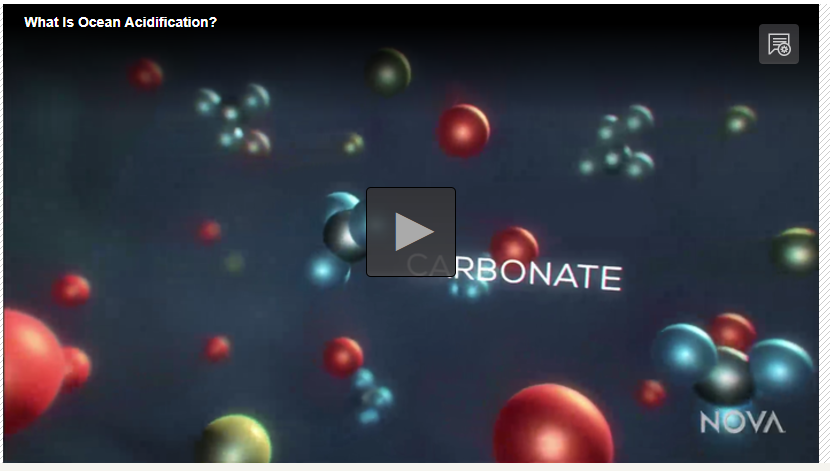 What Is Ocean Acidification?
CARBONATE
NOVA